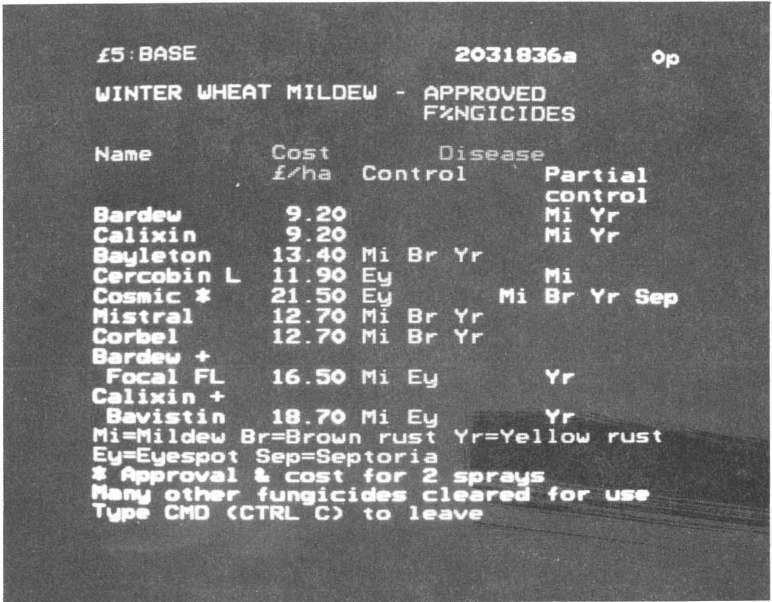 £5:BASE 2031836a 0p
WINTER WHEAT MILDEW - APPROVED
F%NGICIDES
Name Cost Disease
£/ha Control Partial
control
Bardew 9.20 Mi Yr
Calixin 9.20 Mi Yr
Bayleton 13.40 Mi Br Yr
Cercobin L 11.90 Ey Mi
Cosmic * 21.50 Ey Mi Br Yr Sep
Mistral 12.70 Mi Br Yr
Corbel 12.70 Mi Br Yr
Bardew +
Focal FL 16.50 Mi Ey Yr
Calixin +
Bavistin 18.70 Mi Ey Yr
Mi=Mildew Br=Brown rust Yr=Yellow rust
Ey=Eyespot Sep=Septoria
* Approval & cost for 2 sprays
Many other fungicides cleared for use
Type CMD (CTRL C) to leave